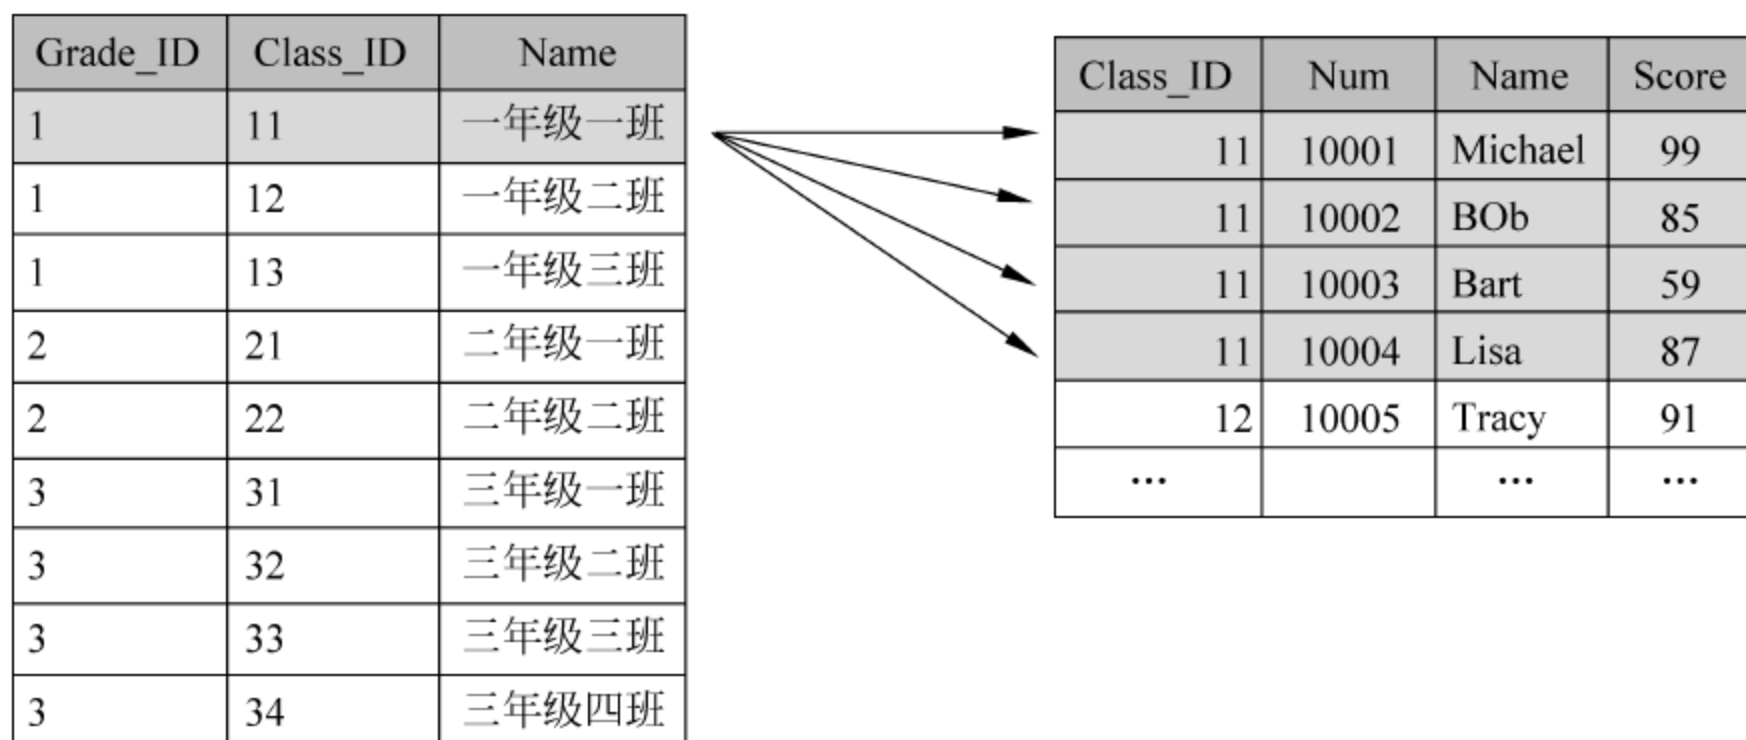 Grade_ID Class_ID Name
1 11 一年级一班
1 12 一年级二班
1 13 一年级三班
2 21 二年级一班
2 22 二年级二班
3 31 三年级一班
3 32 三年级二班
3 33 三年级三班
3 34 三年级四班
Class_ID Num Name Score
11 10001 Michael 99
11 10002 BOb 85
11 10003 Bart 59
11 10004 Lisa 87
12 10005 Tracy 91
… … …